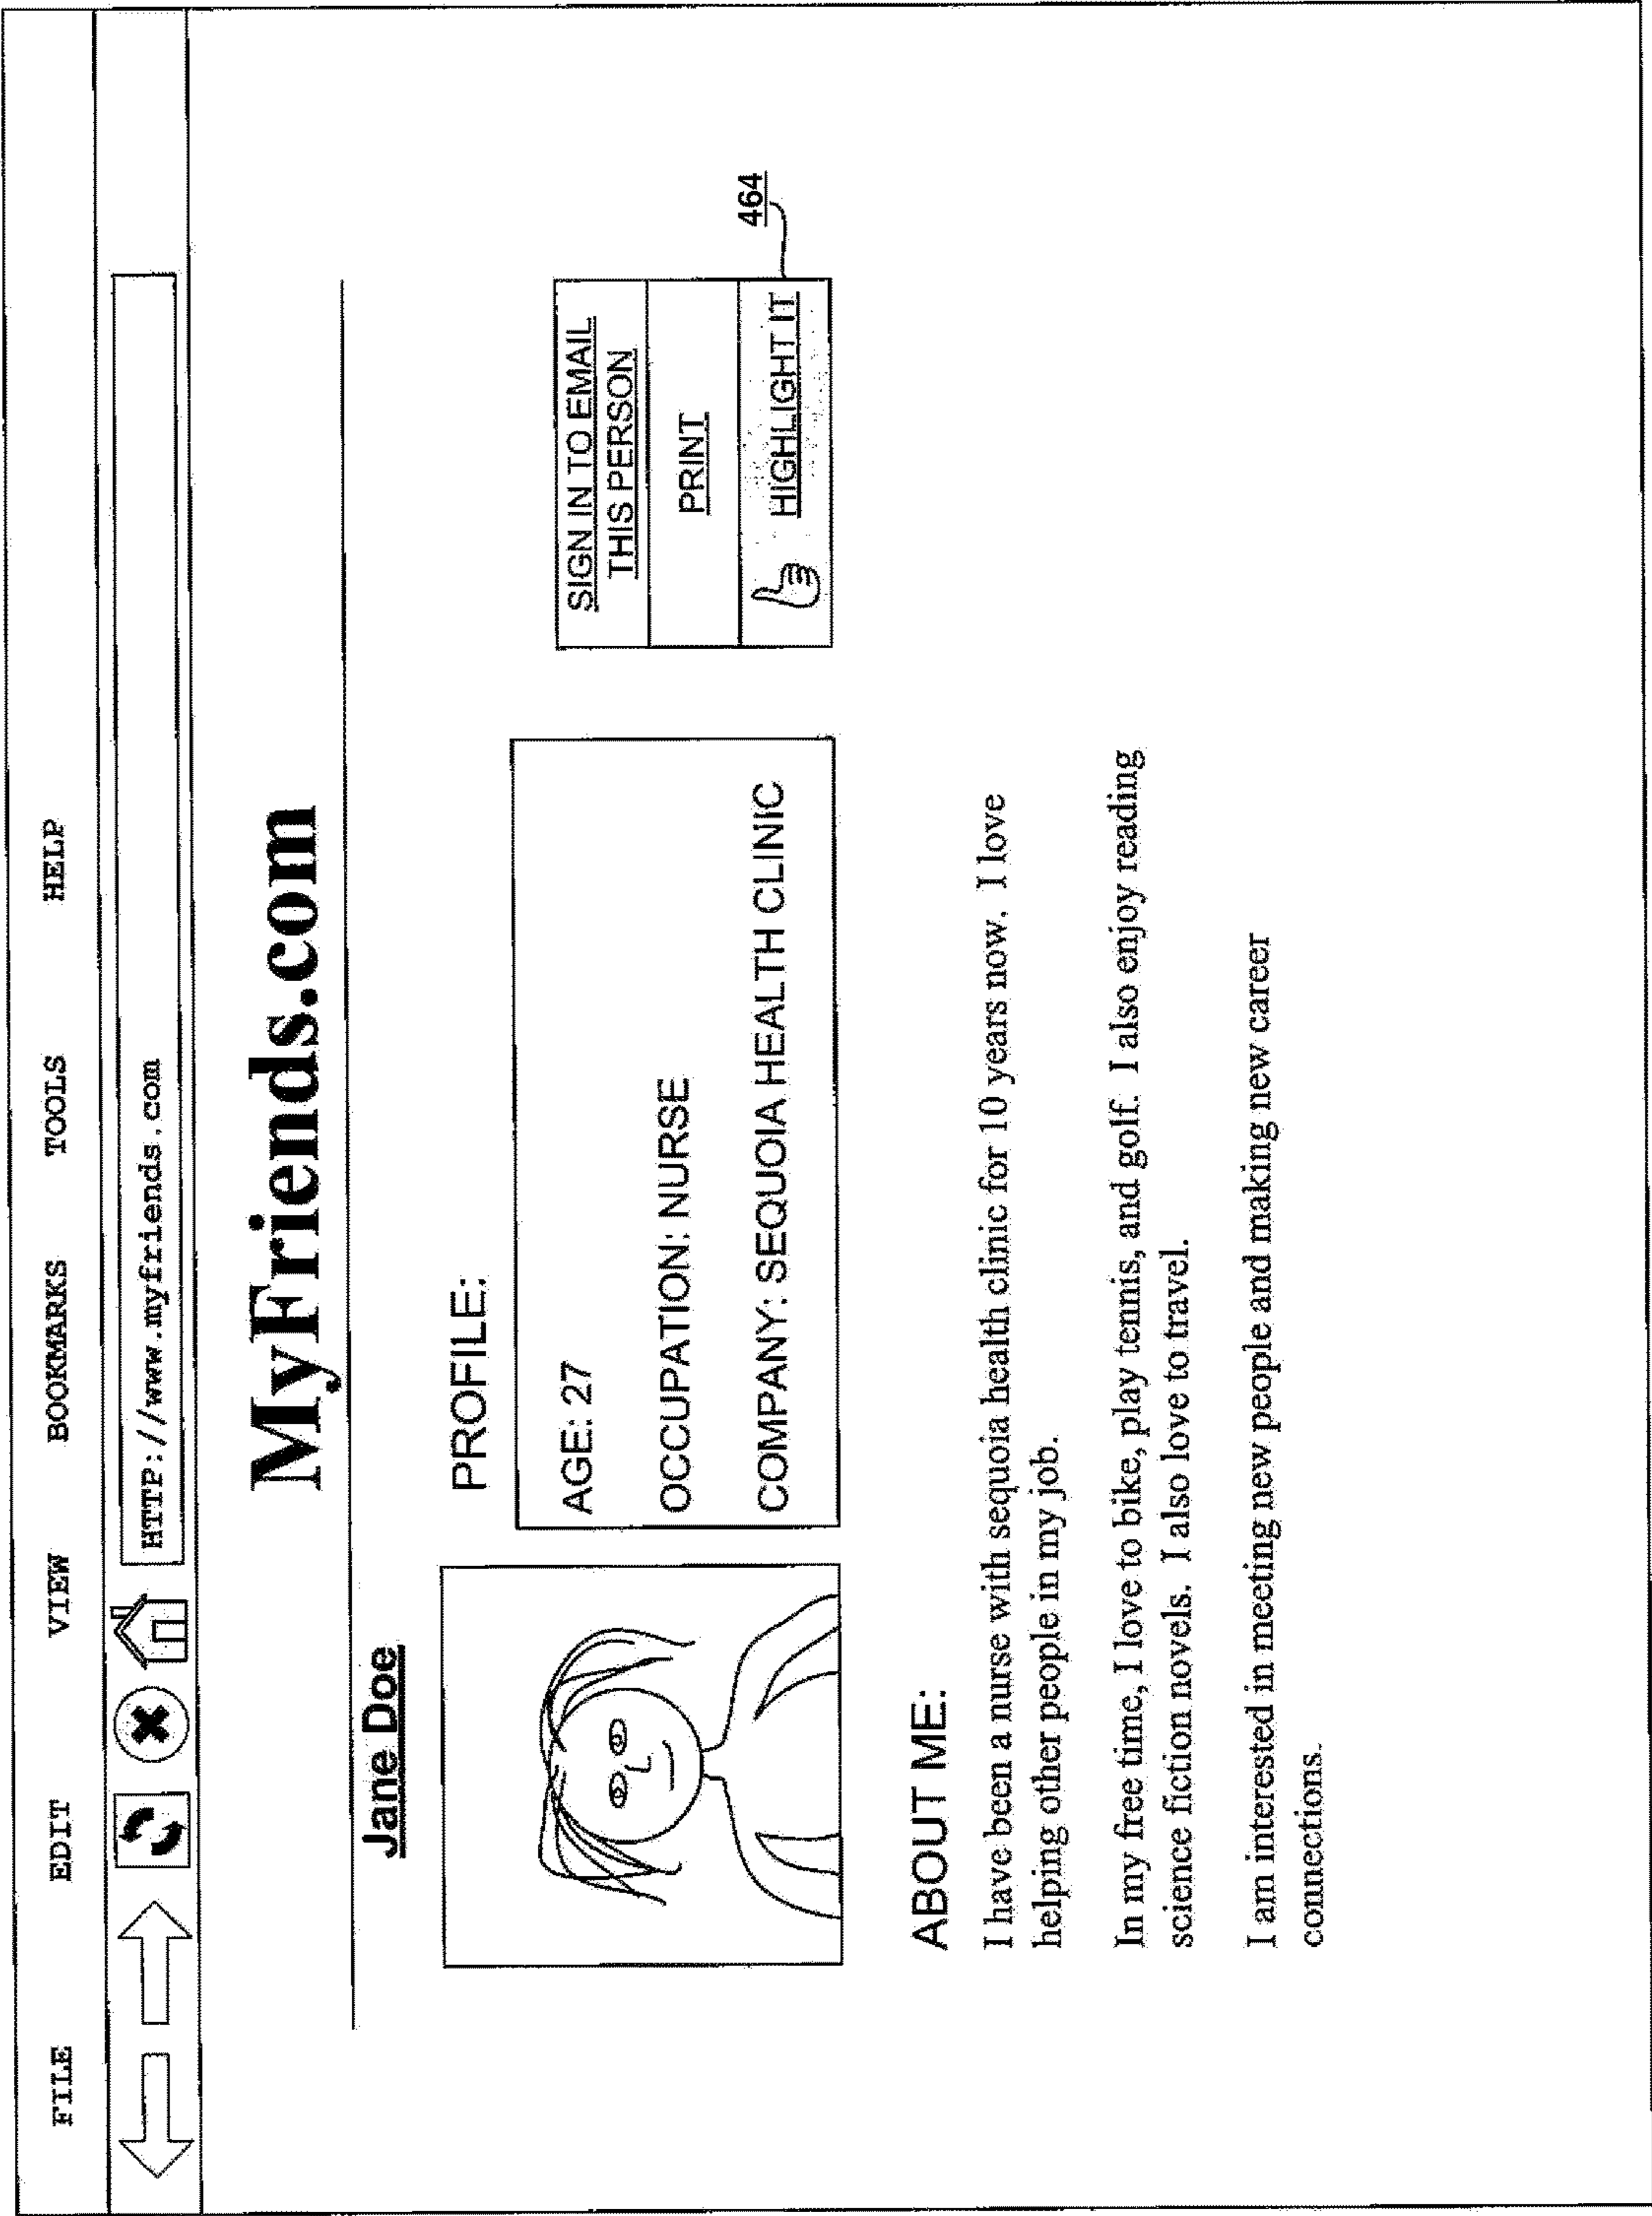 FILE EDIT VIEW BOOKMARKS TOOLS HELP
HTTP://www.myfriends.com
MyFriends.com
Jane Doe
PROFILE:
AGE: 27
OCCUPATION: NURSE
COMPANY: SEQUOIA HEALTH CLINIC
SIGN IN TO EMAIL
THIS PERSON
PRINT
HIGHLIGHT IT
464
ABOUT ME:
I have been a nurse with sequoia health clinic for 10 years now. I love
helping other people in my job.
In my free time, I love to bike, play tennis, and golf. I also enjoy reading
science fiction novels. I also love to travel.
I am interested in meeting new people and making new career
connections.